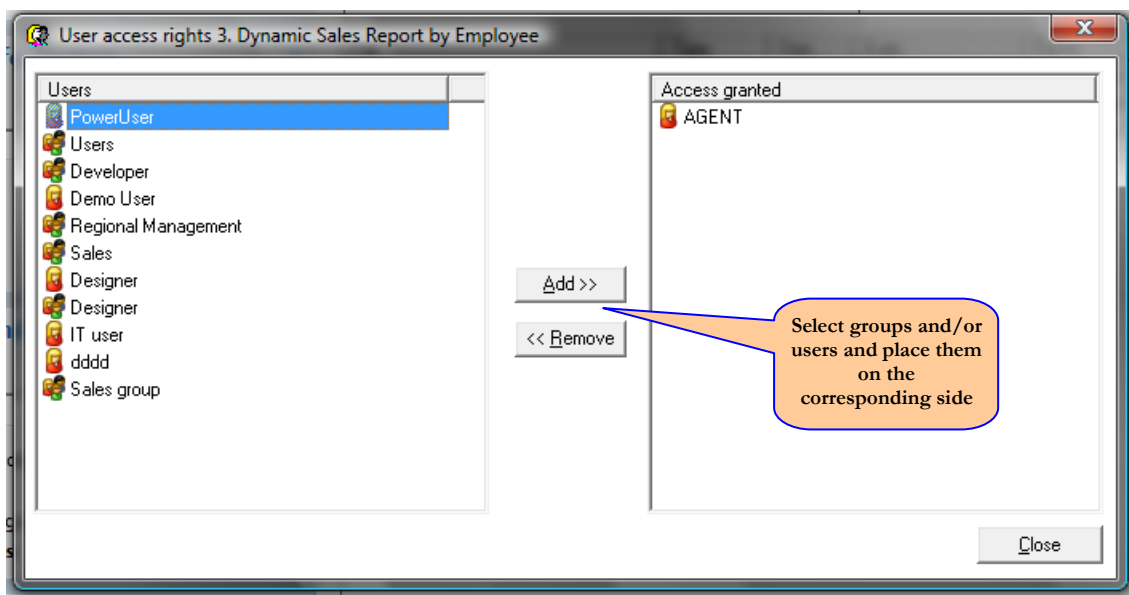 User access rights 3. Dynamic Sales Report by Employee
Users
PowerUser
Users
Developer
Demo User
Regional Management
Sales
Designer
Designer
IT user
dddd
Sales group
Add >>
<< Remove
Access granted
AGENT
Select groups and/or
users and place them
on the
corresponding side
Close